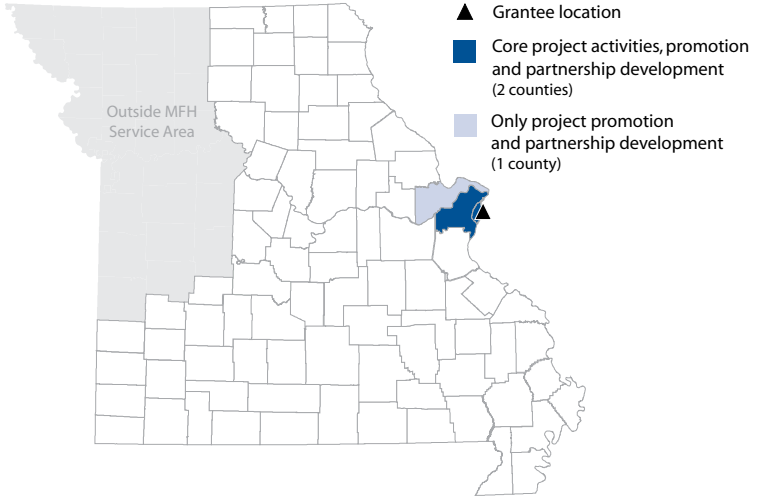 Grantee location
Core project activities, promotion
and partnership development
(2 counties)
Only project promotion
and partnership development
(1 county)
Outside MFH
Service Area